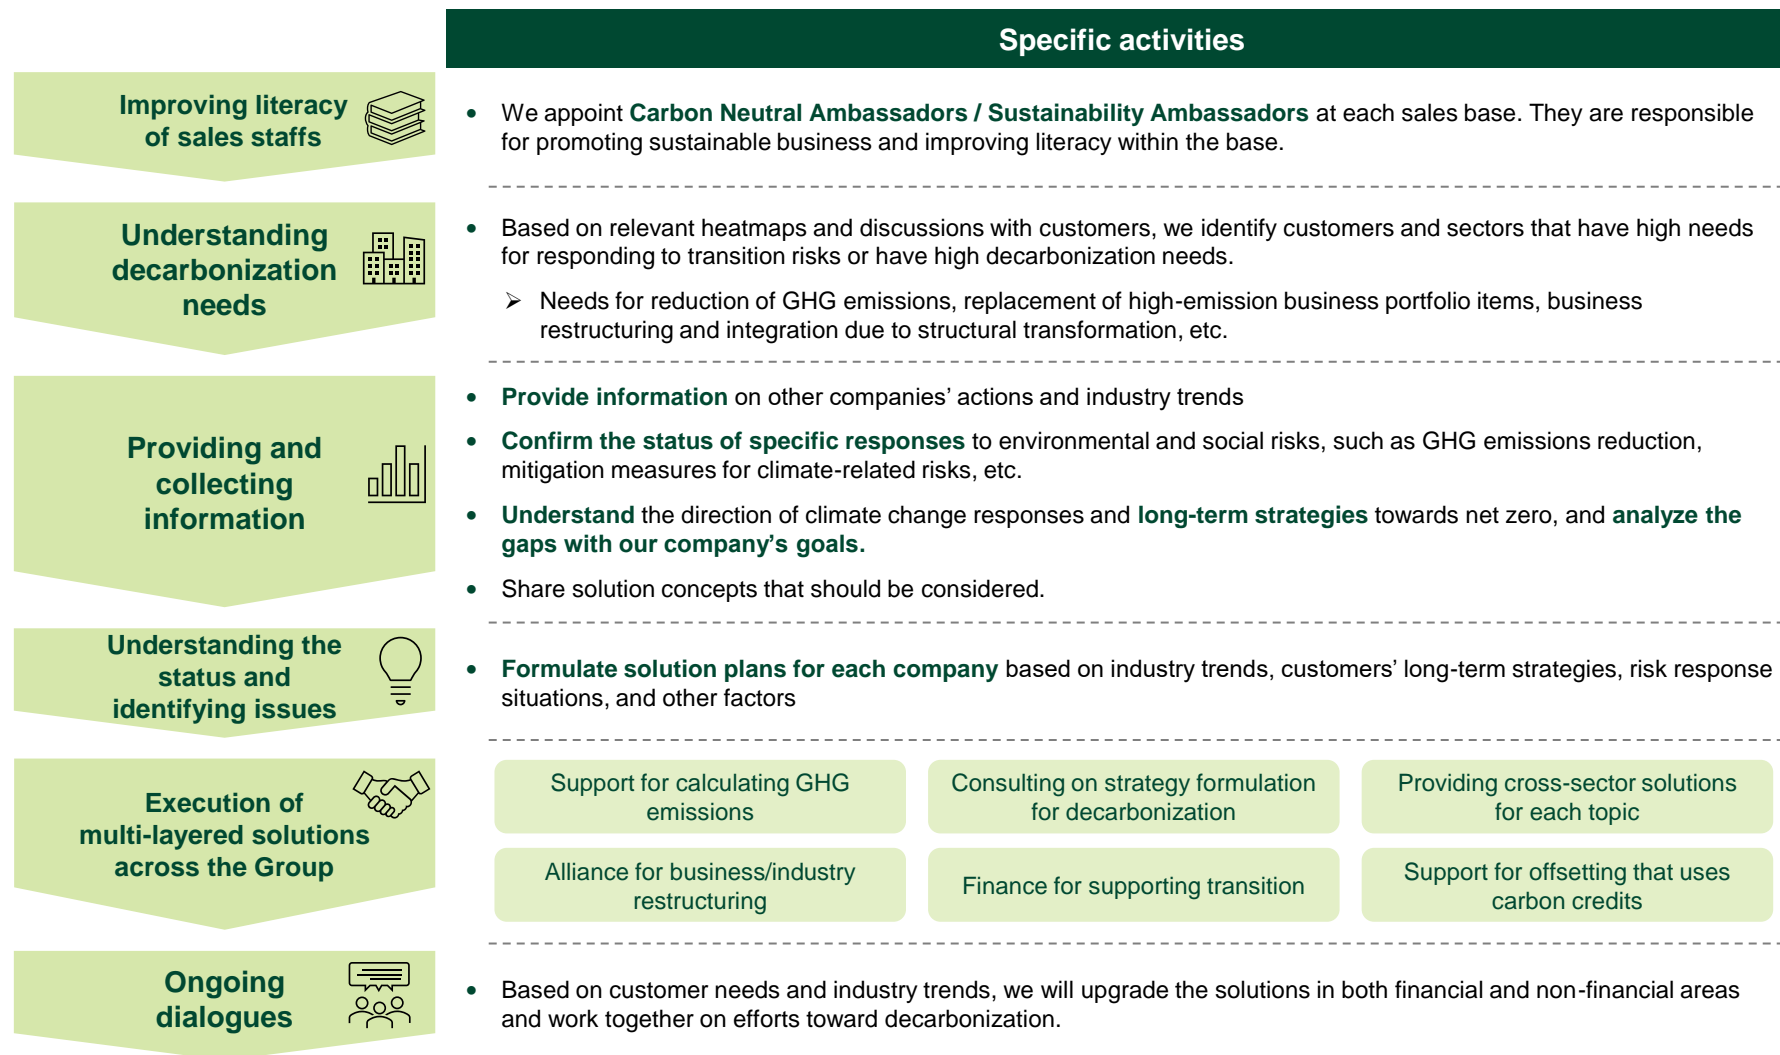 Specific activities
Improving literacy
of sales staffs
• We appoint Carbon Neutral Ambassadors / Sustainability Ambassadors at each sales base. They are responsible
for promoting sustainable business and improving literacy within the base.
Understanding
decarbonization
needs
• Based on relevant heatmaps and discussions with customers, we identify customers and sectors that have high needs
for responding to transition risks or have high decarbonization needs.
➢ Needs for reduction of GHG emissions, replacement of high-emission business portfolio items, business
restructuring and integration due to structural transformation, etc.
Providing and
collecting
information
• Provide information on other companies’ actions and industry trends
• Confirm the status of specific responses to environmental and social risks, such as GHG emissions reduction,
mitigation measures for climate-related risks, etc.
• Understand the direction of climate change responses and long-term strategies towards net zero, and analyze the
gaps with our company’s goals.
• Share solution concepts that should be considered.
Understanding the
status and
identifying issues
• Formulate solution plans for each company based on industry trends, customers’ long-term strategies, risk response
situations, and other factors
Execution of
multi-layered solutions
across the Group
Support for calculating GHG
emissions
Consulting on strategy formulation
for decarbonization
Providing cross-sector solutions
for each topic
Alliance for business/industry
restructuring
Finance for supporting transition
Support for offsetting that uses
carbon credits
Ongoing
dialogues
• Based on customer needs and industry trends, we will upgrade the solutions in both financial and non-financial areas
and work together on efforts toward decarbonization.